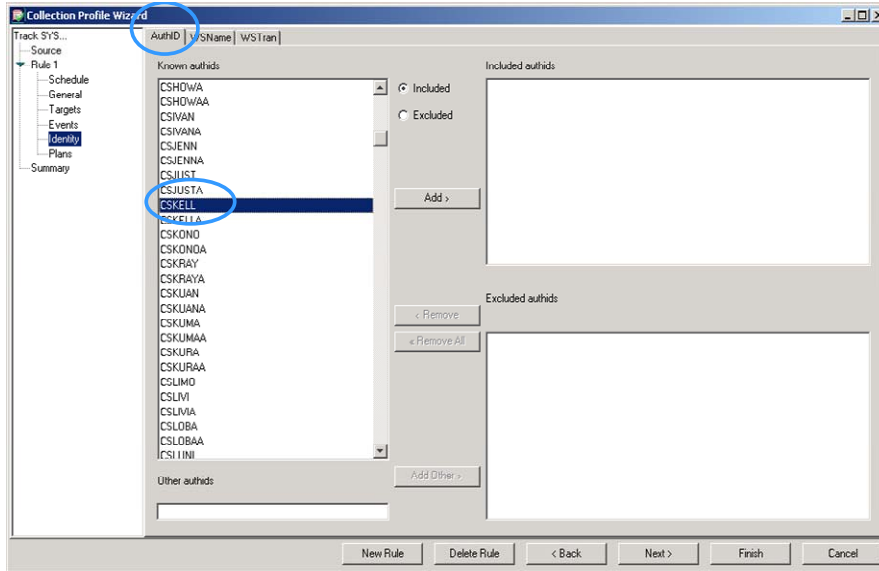 Collection Profile Wizard
Track SYS...
Source
Rule 1
Schedule
General
Targets
Events
Identity
Plans
Summary
AuthID
WSName
WSTran
Known authids
CSHOWA
CSHOWAA
CSIVAN
CSIVANA
CSJENN
CSJENNA
CSJUST
CSJUSTA
CSKELL
CSKELLA
CSKONO
CSKONOA
CSKRAY
CSKRAYA
CSKUAN
CSKUANA
CSKUMA
CSKUMAA
CSKURA
CSKURAA
CSLIMO
CSLIVI
CSLIVIA
CSLOBA
CSLOBAA
CSLUNI
Other authids
Included
Excluded
Add >
< Remove
« Remove All
Add Other >
Included authids
Excluded authids
New Rule
Delete Rule
< Back
Next >
Finish
Cancel